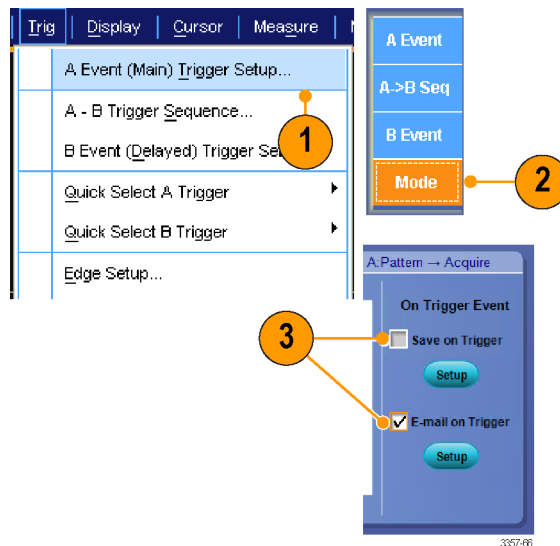 Trig Display Cursor Measure
A Event (Main) Trigger Setup...
A - B Trigger Sequence...
B Event (Delayed) Trigger
Quick Select A Trigger
Quick Select B Trigger
Edge Setup...
1
A Event
A->B Seq
B Event
Mode
2
A:Pattern → Acquire
On Trigger Event
3
Save on Trigger
Setup
E-mail on Trigger
Setup
3357-66